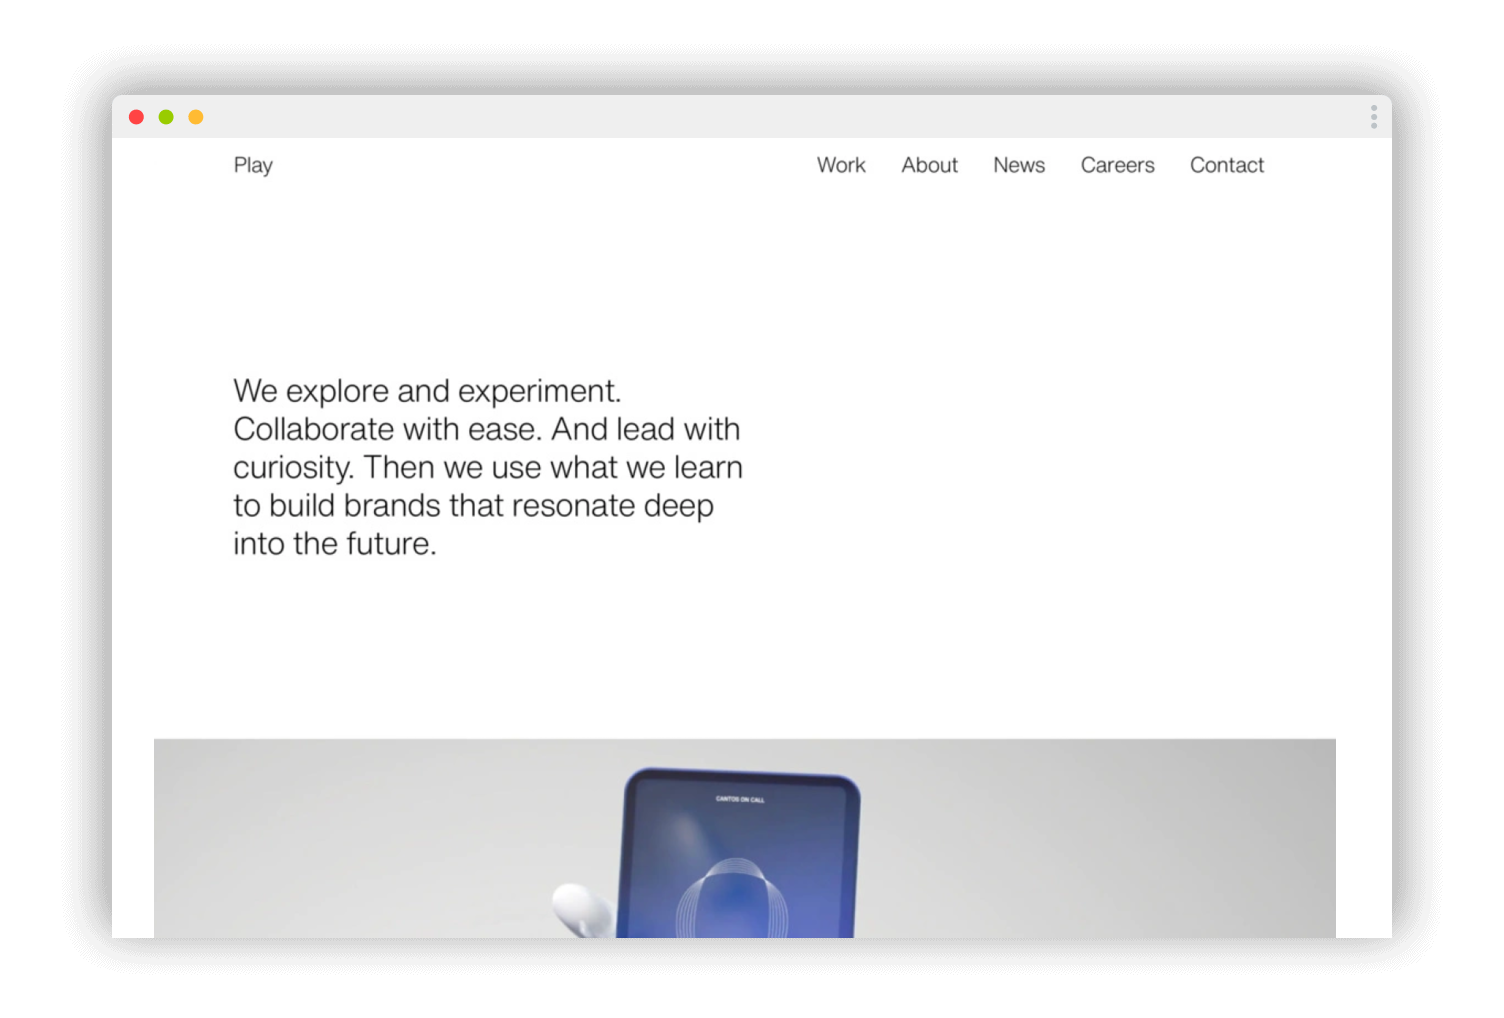 Play
Work About News Careers Contact
We explore and experiment.
Collaborate with ease. And lead with
curiosity. Then we use what we learn
to build brands that resonate deep
into the future.
CANTOS ON CALL